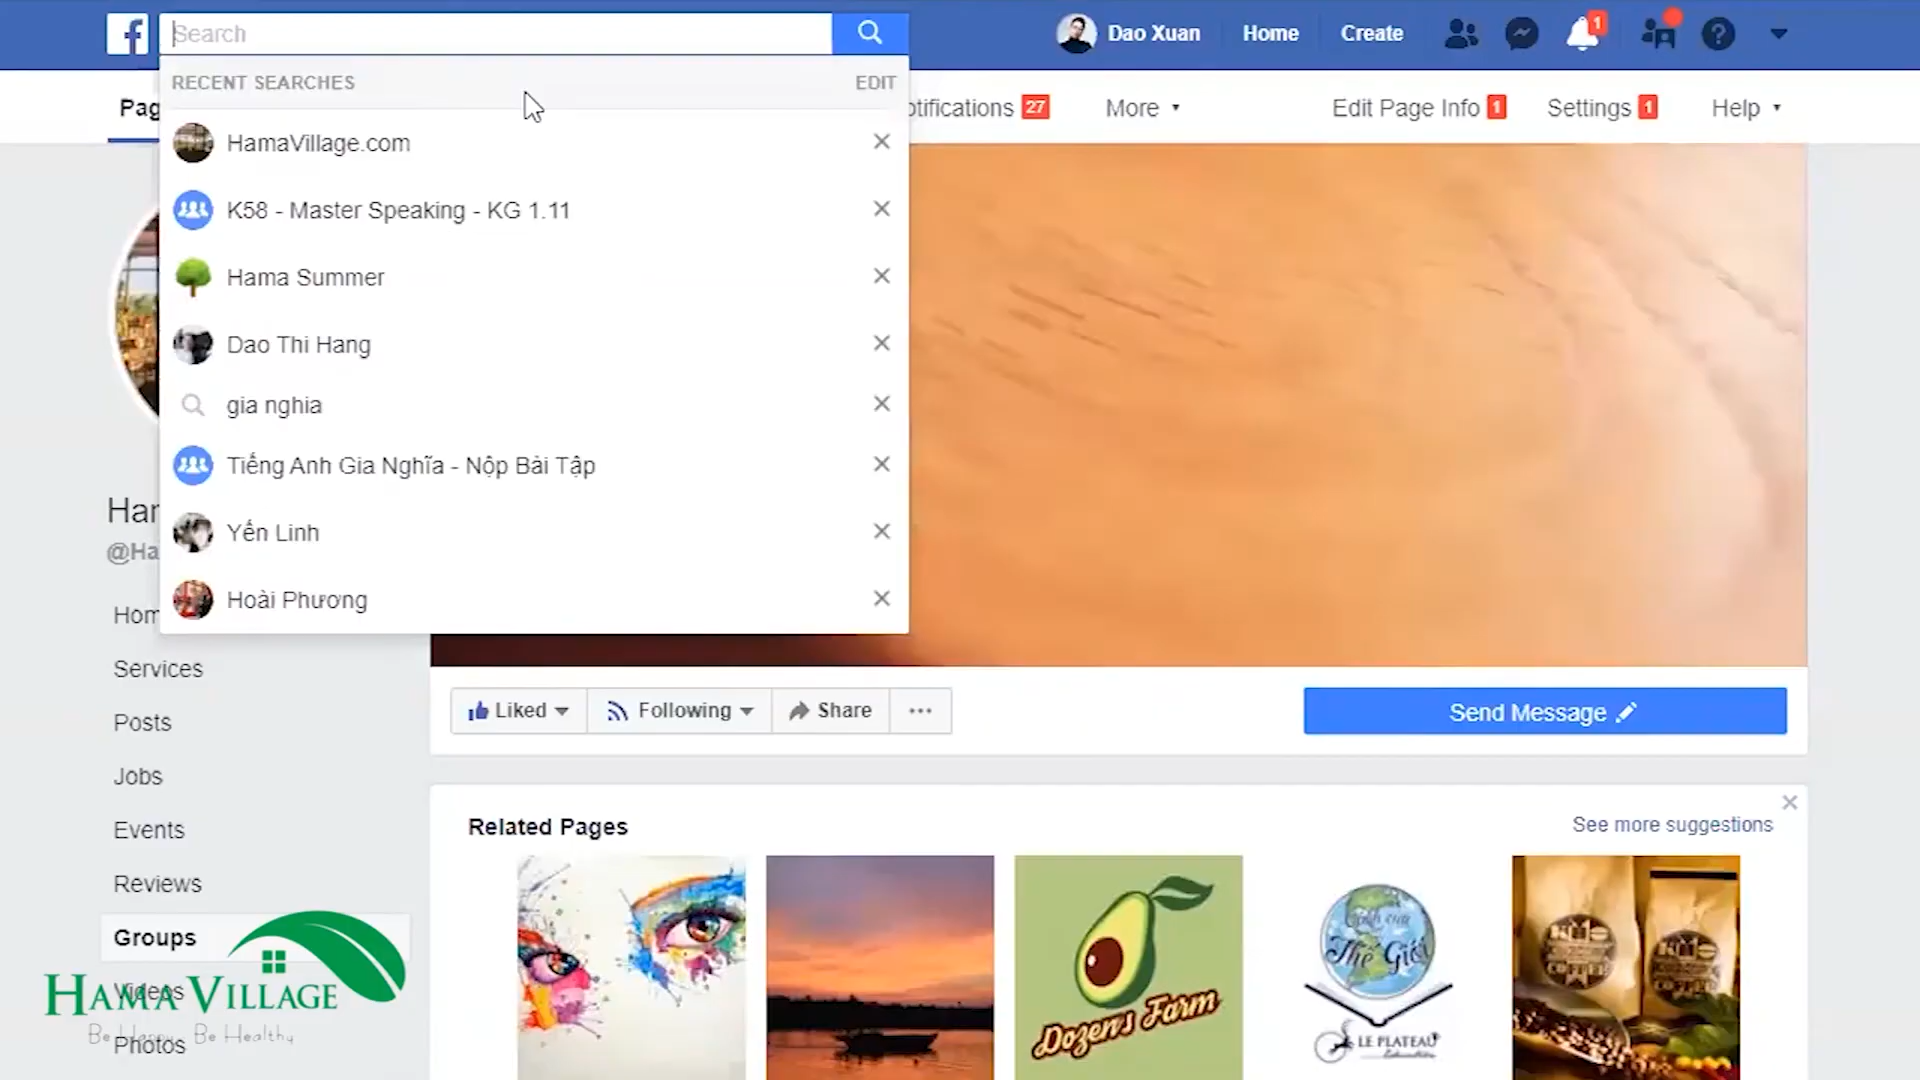 Search
Dao Xuan
Home
Create
1
RECENT SEARCHES
EDIT
Pag
otifications 27
More
Edit Page Info 1
Settings 1
Help
HamaVillage.com
K58 - Master Speaking - KG 1.11
Hama Summer
Dao Thi Hang
gia nghia
Tiếng Anh Gia Nghĩa - Nộp Bài Tập
Yến Linh
Hoài Phương
Har
@Ha
Hom
Services
Posts
Jobs
Events
Reviews
Groups
Videos
Photos
HAMA VILLAGE
Be Happy Be Healthy
Liked
Following
Share
Send Message
Related Pages
See more suggestions
Dozen's Farm
Thế Giới
LE PLATEAU
COFFEE